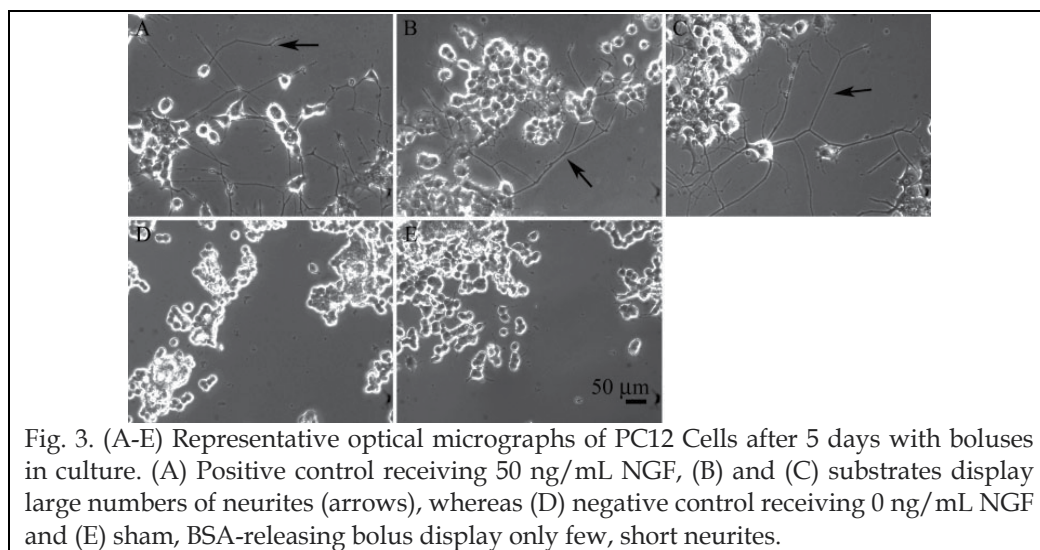 A
B
C
D
E
50 µm
Fig. 3. (A-E) Representative optical micrographs of PC12 Cells after 5 days with boluses
in culture. (A) Positive control receiving 50 ng/mL NGF, (B) and (C) substrates display
large numbers of neurites (arrows), whereas (D) negative control receiving 0 ng/mL NGF
and (E) sham, BSA-releasing bolus display only few, short neurites.